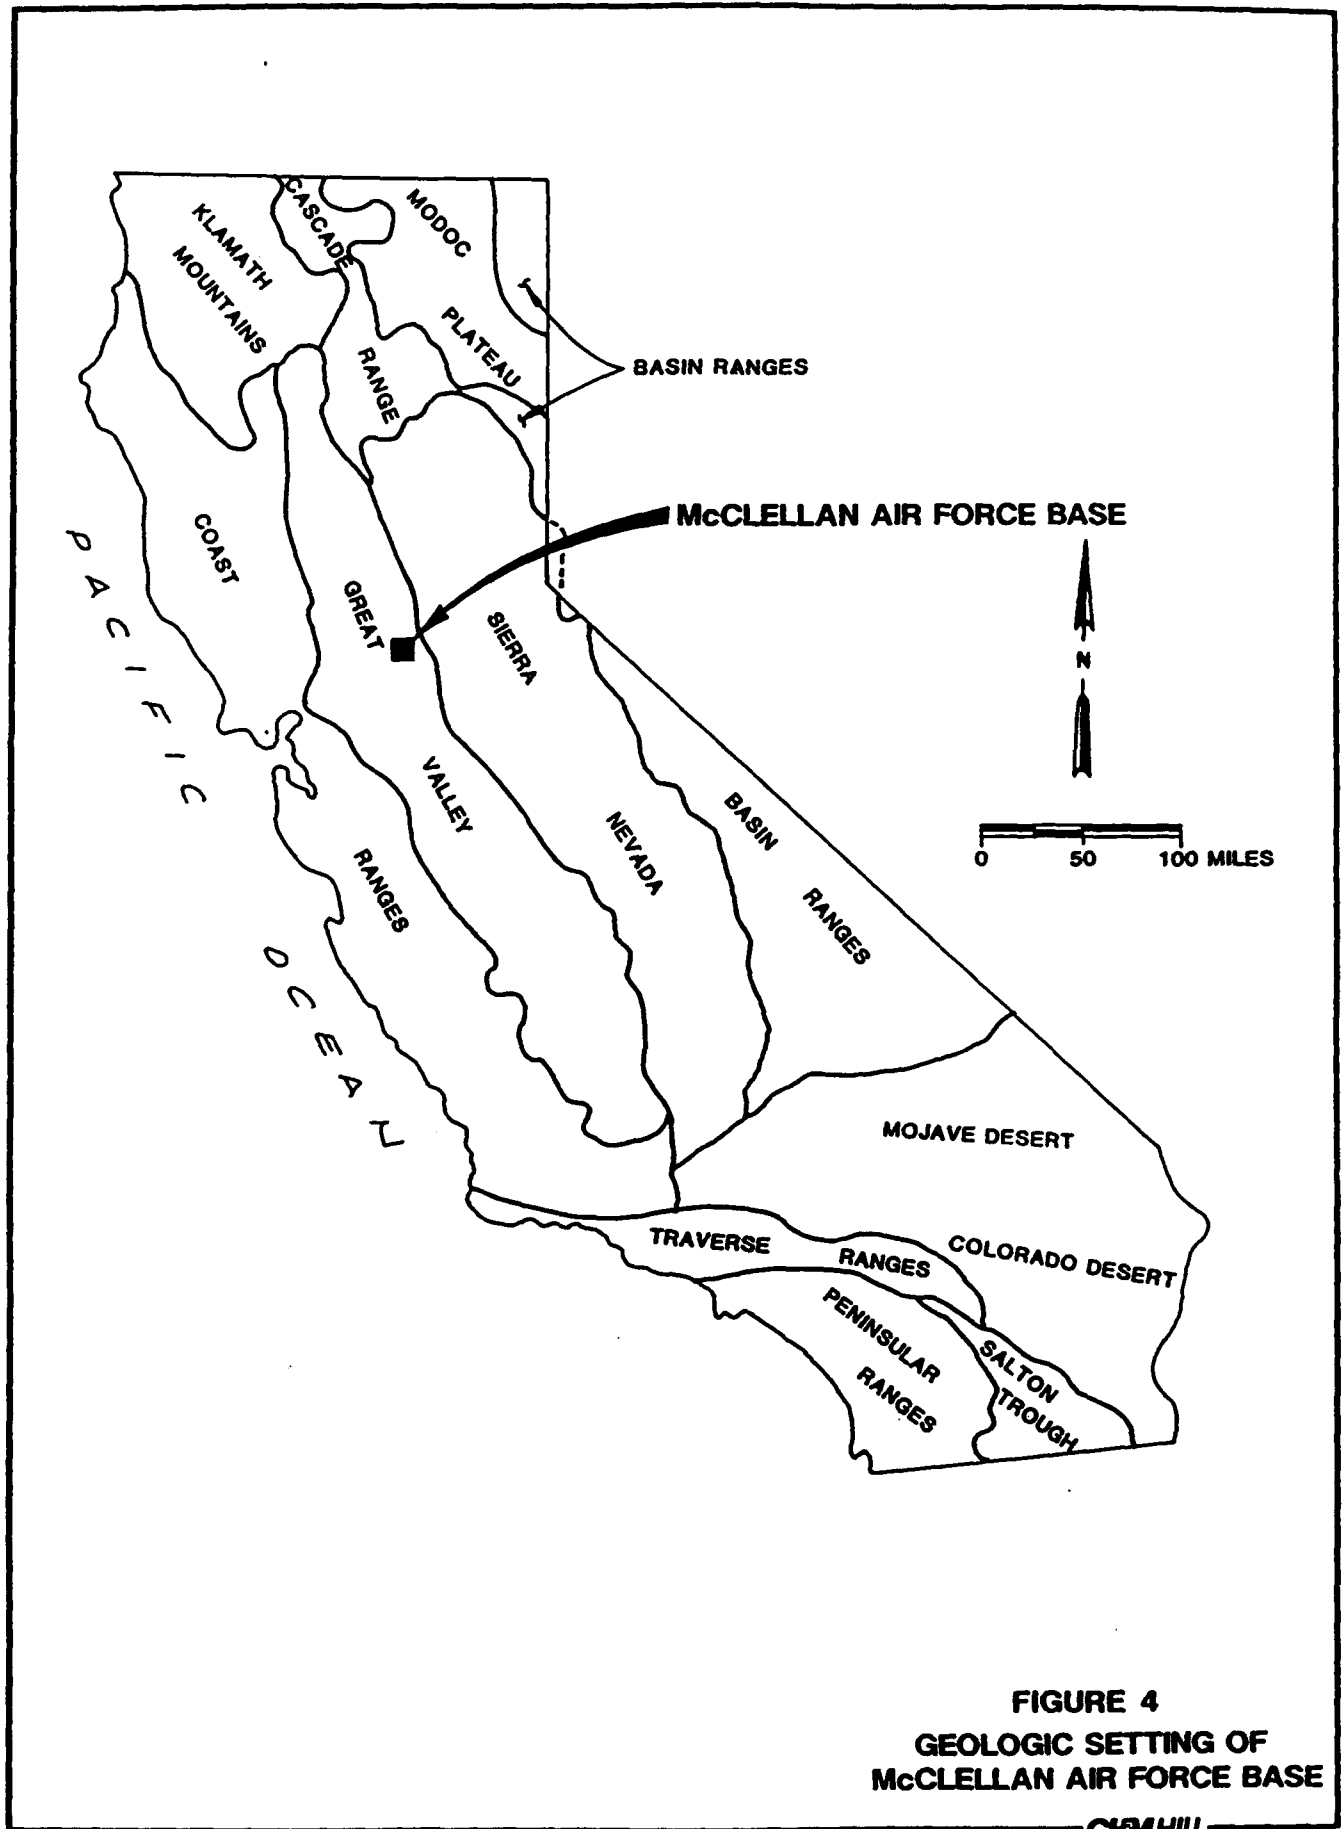 CASCADE
MODOC
KLAMATH
MOUNTAINS
PLATEAU
RANGE
BASIN RANGES
McCLELLAN AIR FORCE BASE
COAST
PACIFIC
GREAT
SIERRA
N
VALLEY
NEVADA
BASIN
RANGES
0 50 100 MILES
RANGES
OCEAN
MOJAVE DESERT
TRAVERSE RANGES
COLORADO DESERT
PENINSULAR
RANGES
SALTON
TROUGH
FIGURE 4
GEOLOGIC SETTING OF
McCLELLAN AIR FORCE BASE